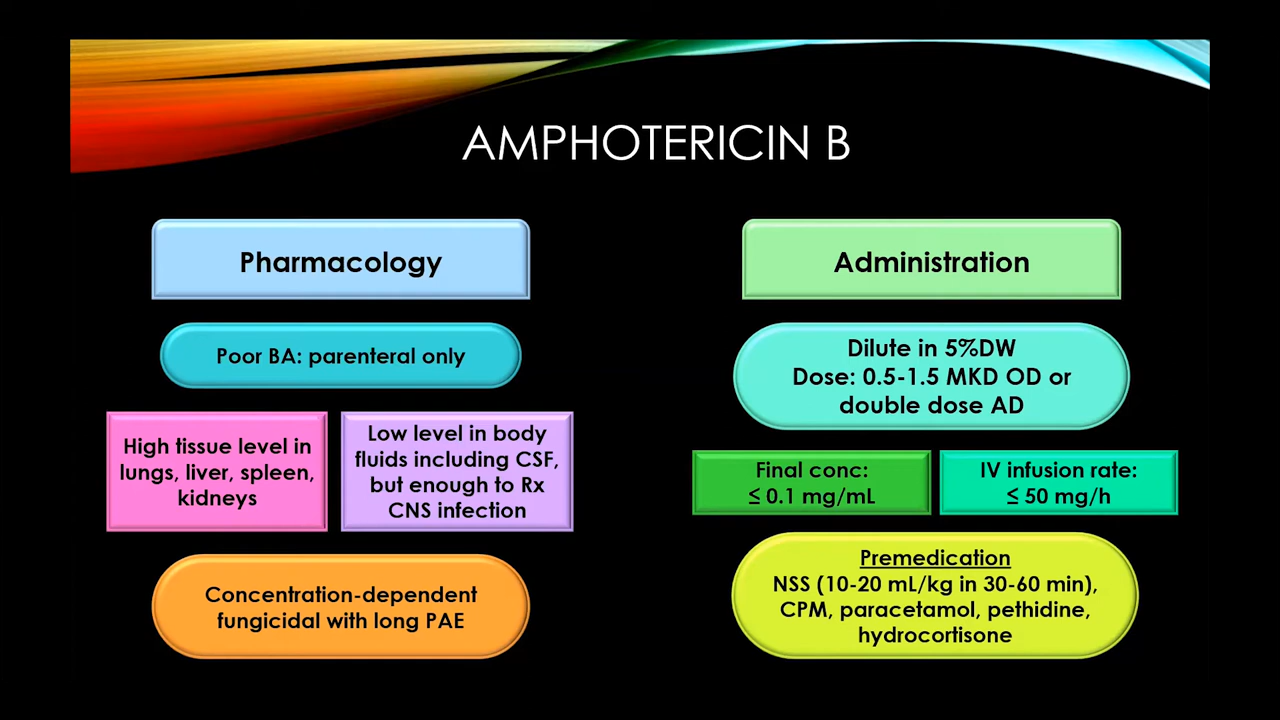 AMPHOTERICIN B
Pharmacology
Poor BA: parenteral only
High tissue level in
lungs, liver, spleen,
kidneys
Low level in body
fluids including CSF,
but enough to Rx
CNS infection
Concentration-dependent
fungicidal with long PAE
Administration
Dilute in 5%DW
Dose: 0.5-1.5 MKD OD or
double dose AD
Final conc:
≤ 0.1 mg/mL
IV infusion rate:
≤ 50 mg/h
Premedication
NSS (10-20 mL/kg in 30-60 min),
CPM, paracetamol, pethidine,
hydrocortisone